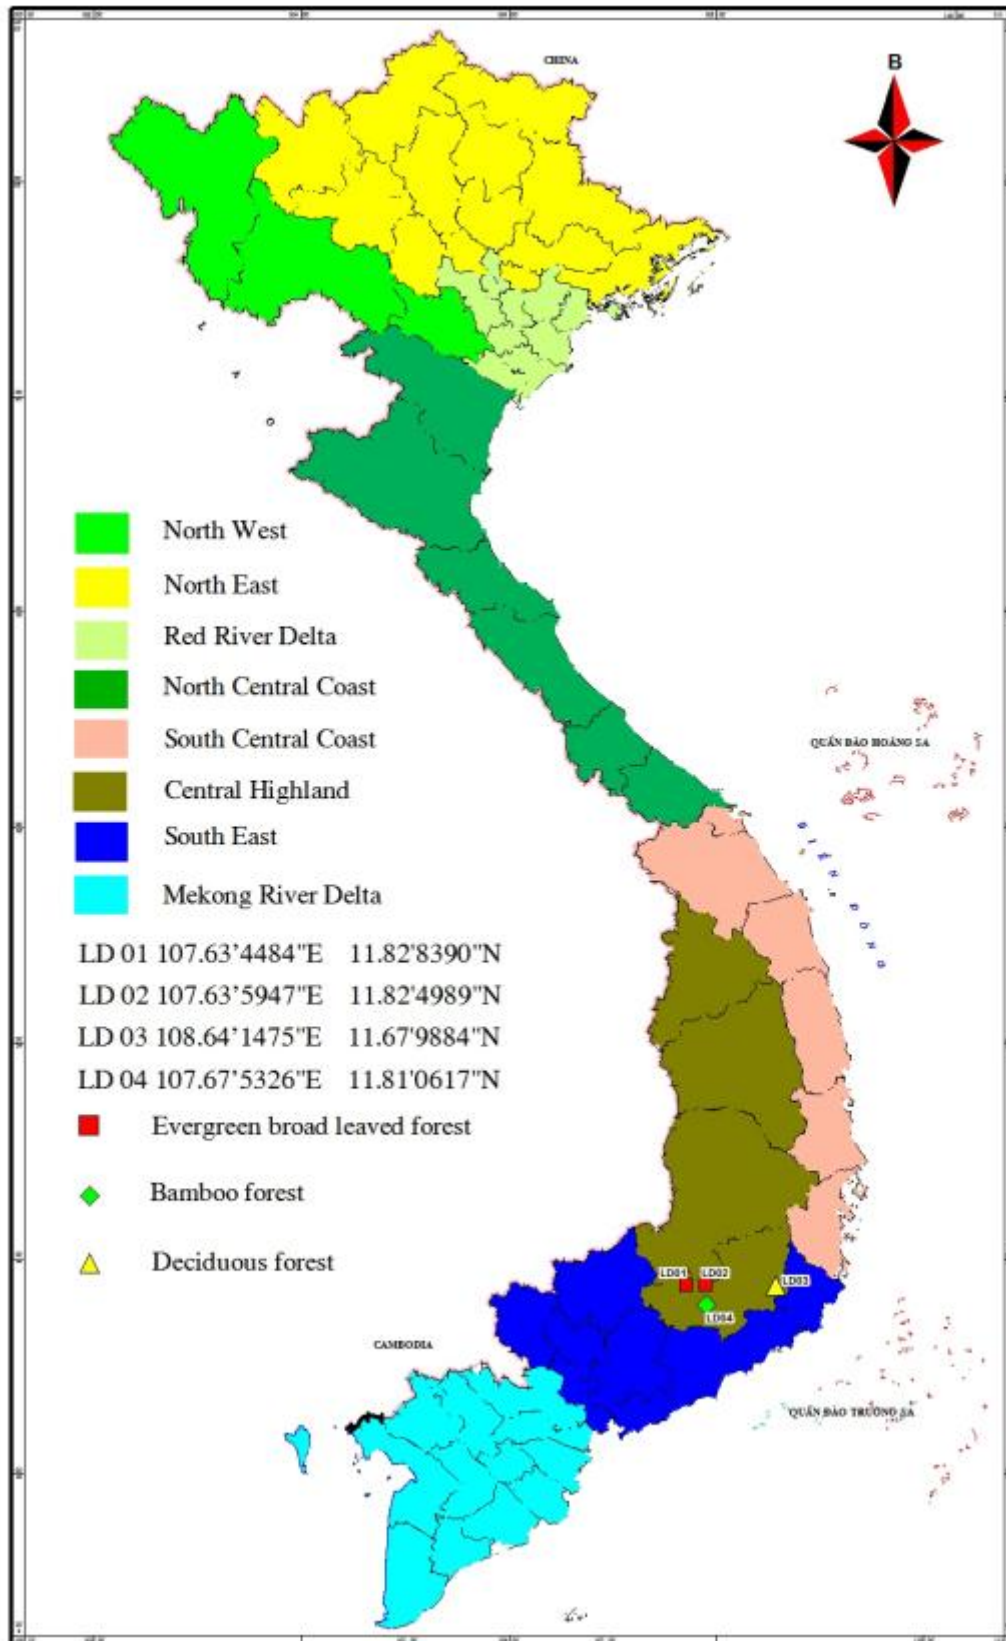 CHINA
B
North West
North East
Red River Delta
North Central Coast
South Central Coast
Central Highland
South East
Mekong River Delta
QUẦN ĐẢO HOÀNG SA
BIỂN ĐÔNG
LD 01 107.63'4484"E 11.82'8390"N
LD 02 107.63'5947"E 11.82'4989"N
LD 03 108.64'1475"E 11.67'9884"N
LD 04 107.67'5326"E 11.81'0617"N
Evergreen broad leaved forest
Bamboo forest
Deciduous forest
LD01
LD02
LD03
LD04
CAMBODIA
QUẦN ĐẢO TRƯỜNG SA